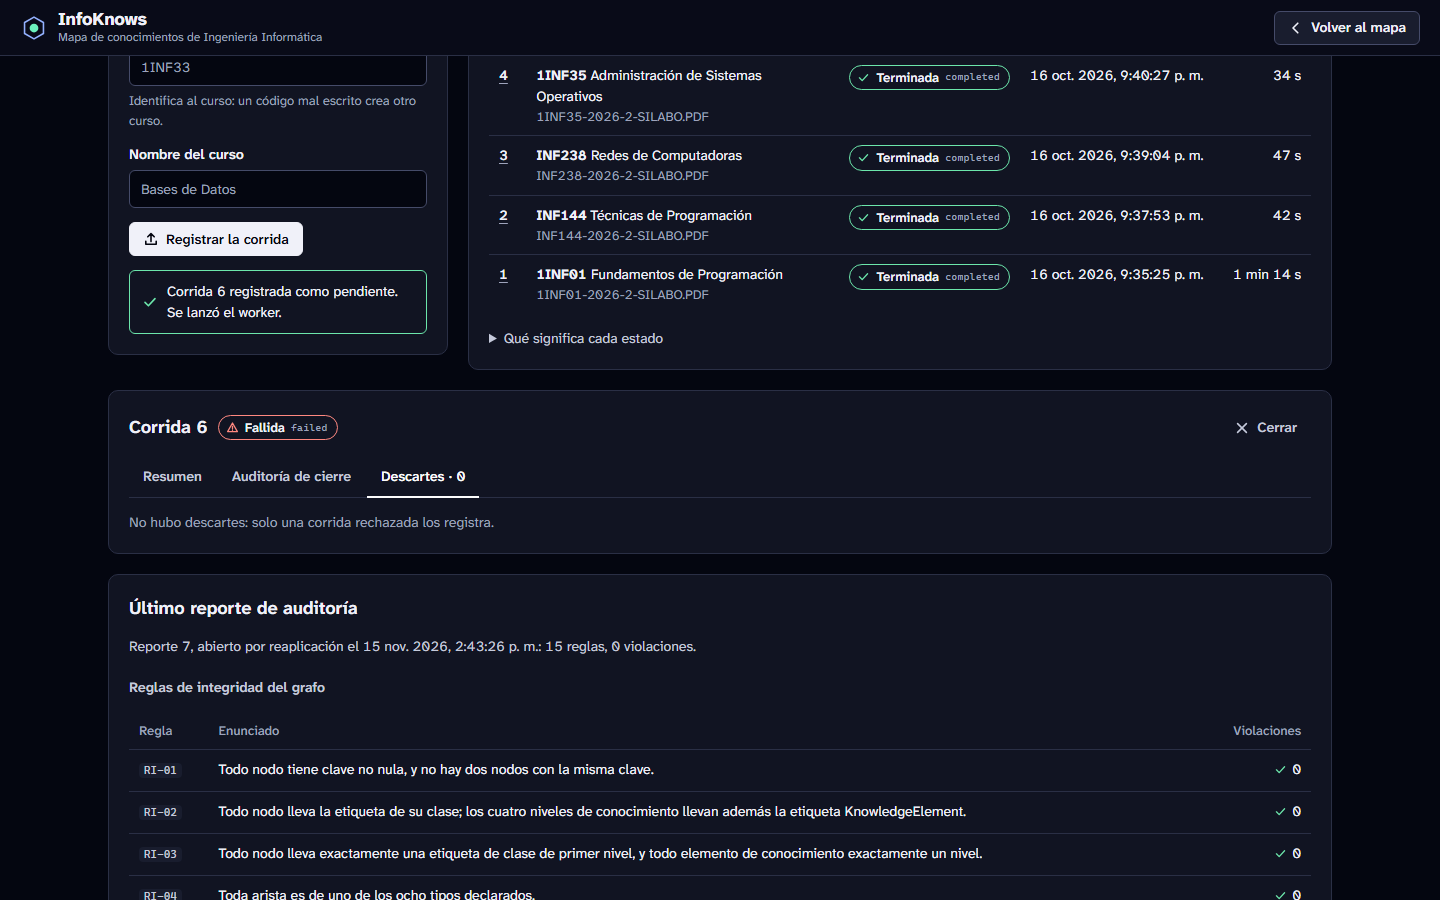 InfoKnows
Mapa de conocimientos de Ingeniería Informática
Volver al mapa
1INF33
Identifica al curso: un código mal escrito crea otro
curso.
Nombre del curso
Bases de Datos
Registrar la corrida
Corrida 6 registrada como pendiente.
Se lanzó el worker.
4 1INF35 Administración de Sistemas Terminada completed 16 oct. 2026, 9:40:27 p. m. 34 s
Operativos
1INF35-2026-2-SILABO.PDF
3 INF238 Redes de Computadoras Terminada completed 16 oct. 2026, 9:39:04 p. m. 47 s
INF238-2026-2-SILABO.PDF
2 INF144 Técnicas de Programación Terminada completed 16 oct. 2026, 9:37:53 p. m. 42 s
INF144-2026-2-SILABO.PDF
1 1INF01 Fundamentos de Programación Terminada completed 16 oct. 2026, 9:35:25 p. m. 1 min 14 s
1INF01-2026-2-SILABO.PDF
Qué significa cada estado
Corrida 6 Fallida failed Cerrar
Resumen Auditoría de cierre Descartes · 0
No hubo descartes: solo una corrida rechazada los registra.
Último reporte de auditoría
Reporte 7, abierto por reaplicación el 15 nov. 2026, 2:43:26 p. m.: 15 reglas, 0 violaciones.
Reglas de integridad del grafo
Regla Enunciado Violaciones
RI-01 Todo nodo tiene clave no nula, y no hay dos nodos con la misma clave. 0
RI-02 Todo nodo lleva la etiqueta de su clase; los cuatro niveles de conocimiento llevan además la etiqueta KnowledgeElement. 0
RI-03 Todo nodo lleva exactamente una etiqueta de clase de primer nivel, y todo elemento de conocimiento exactamente un nivel. 0
RI-04 Toda arista es de uno de los ocho tipos declarados. 0